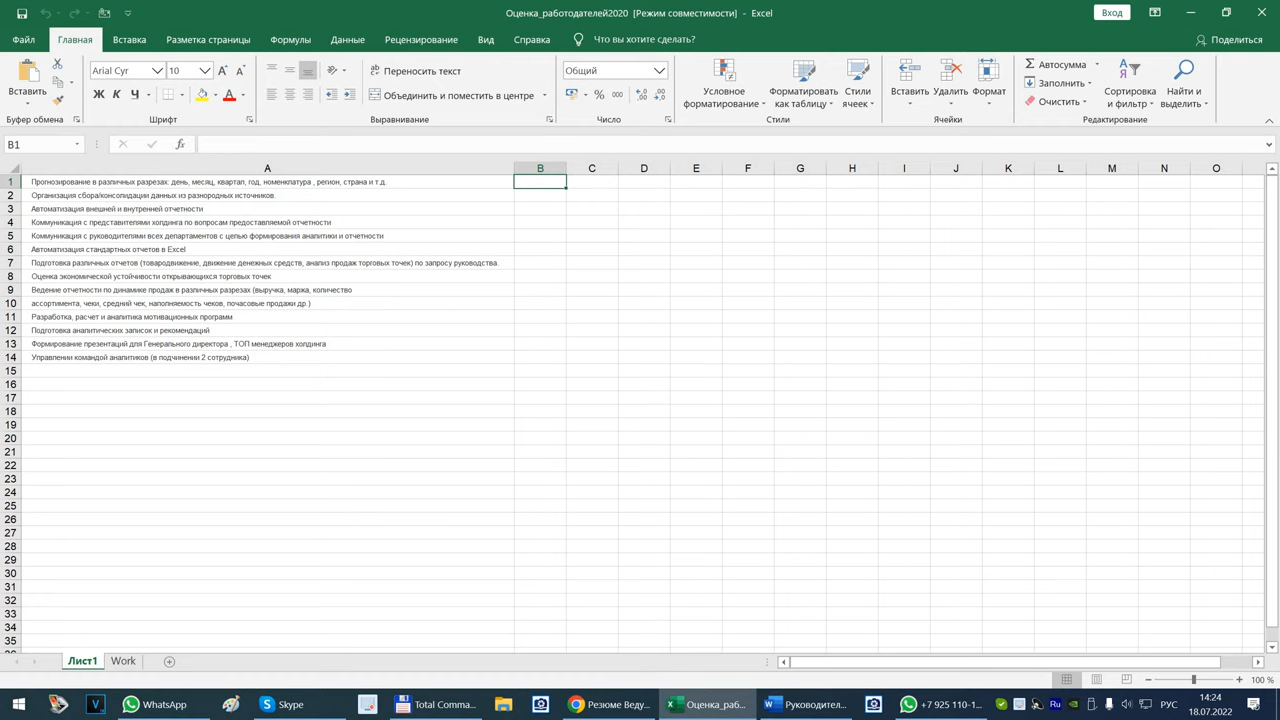 Оценка_работодателей2020 [Режим совместимости] - Excel
Вход
Файл Главная Вставка Разметка страницы Формулы Данные Рецензирование Вид Справка Что вы хотите сделать? Поделиться
Вставить
Буфер обмена
Arial Cyr 10
Ж К Ч
Шрифт
Переносить текст
Объединить и поместить в центре
Выравнивание
Общий
% 000
Число
Условное форматирование
Форматировать как таблицу
Стили ячеек
Стили
Вставить Удалить Формат
Ячейки
Автосумма
Заполнить
Очистить
Сортировка и фильтр
Найти и выделить
Редактирование
B1
A B C D E F G H I J K L M N O
1 Прогнозирование в различных разрезах: день, месяц, квартал, год, номенклатура , регион, страна и т.д.
2 Организация сбора/консолидации данных из разнородных источников.
3 Автоматизация внешней и внутренней отчетности
4 Коммуникация с представителями холдинга по вопросам предоставляемой отчетности
5 Коммуникация с руководителями всех департаментов с целью формирования аналитики и отчетности
6 Автоматизация стандартных отчетов в Excel
7 Подготовка различных отчетов (товародвижение, движение денежных средств, анализ продаж торговых точек) по запросу руководства.
8 Оценка экономической устойчивости открывающихся торговых точек
9 Ведение отчетности по динамике продаж в различных разрезах (выручка, маржа, количество
10 ассортимента, чеки, средний чек, наполняемость чеков, почасовые продажи др.)
11 Разработка, расчет и аналитика мотивационных программ
12 Подготовка аналитических записок и рекомендаций
13 Формирование презентаций для Генерального директора , ТОП менеджеров холдинга
14 Управлении командой аналитиков (в подчинении 2 сотрудника)
15
16
17
18
19
20
21
22
23
24
25
26
27
28
29
30
31
32
33
34
35
Лист1 Work
100 %
WhatsApp Skype Total Comma... Резюме Веду... Оценка_раб... Руководител... +7 925 110-1... РУС 14:24
18.07.2022